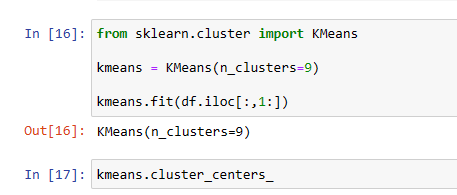 In [16]: from sklearn.cluster import KMeans
kmeans = KMeans(n_clusters=9)
kmeans.fit(df.iloc[:,1:])
Out[16]: KMeans(n_clusters=9)
In [17]: kmeans.cluster_centers_